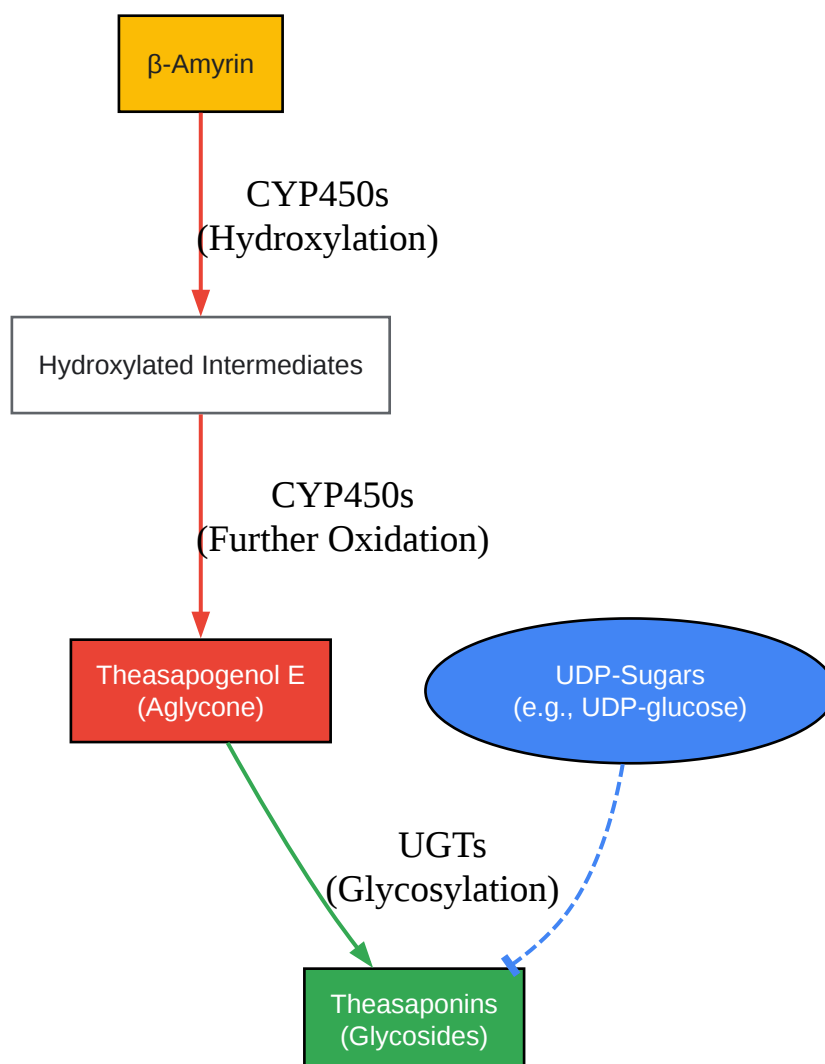 β-Amyrin
CYP450s
(Hydroxylation)
Hydroxylated Intermediates
CYP450s
(Further Oxidation)
Theasapogenol E
(Aglycone)
UDP-Sugars
(e.g., UDP-glucose)
UGTs
(Glycosylation)
Theasaponins
(Glycosides)